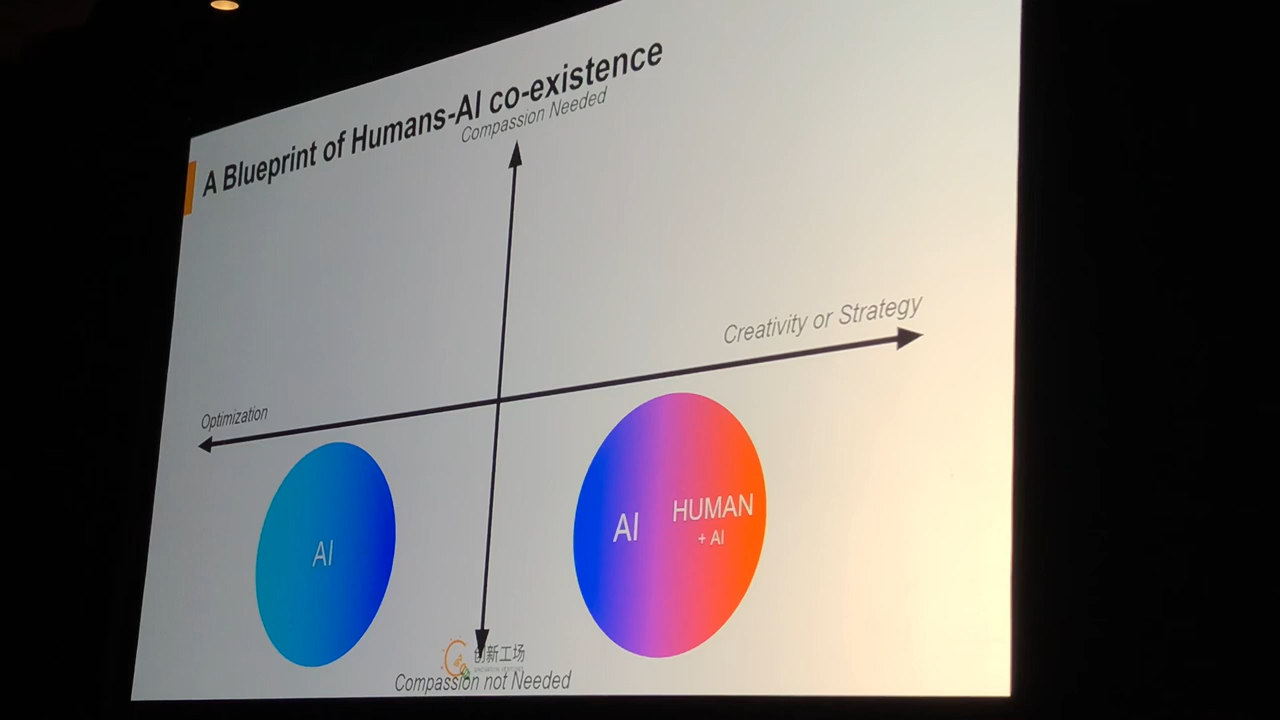 A Blueprint of Humans-AI co-existence
Compassion Needed
Creativity or Strategy
Optimization
AI
AI
HUMAN
+ AI
创新工场
Compassion not Needed